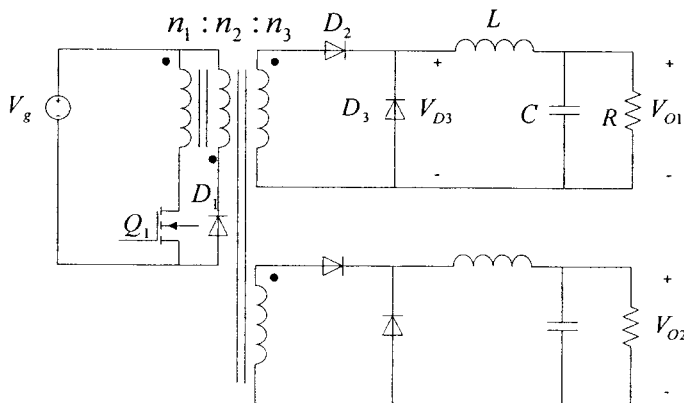 n1 : n2 : n3
D2
L
+
+
Vg
D3
VD3
C
R
VO1
D1
-
-
Q1
+
VO2
-